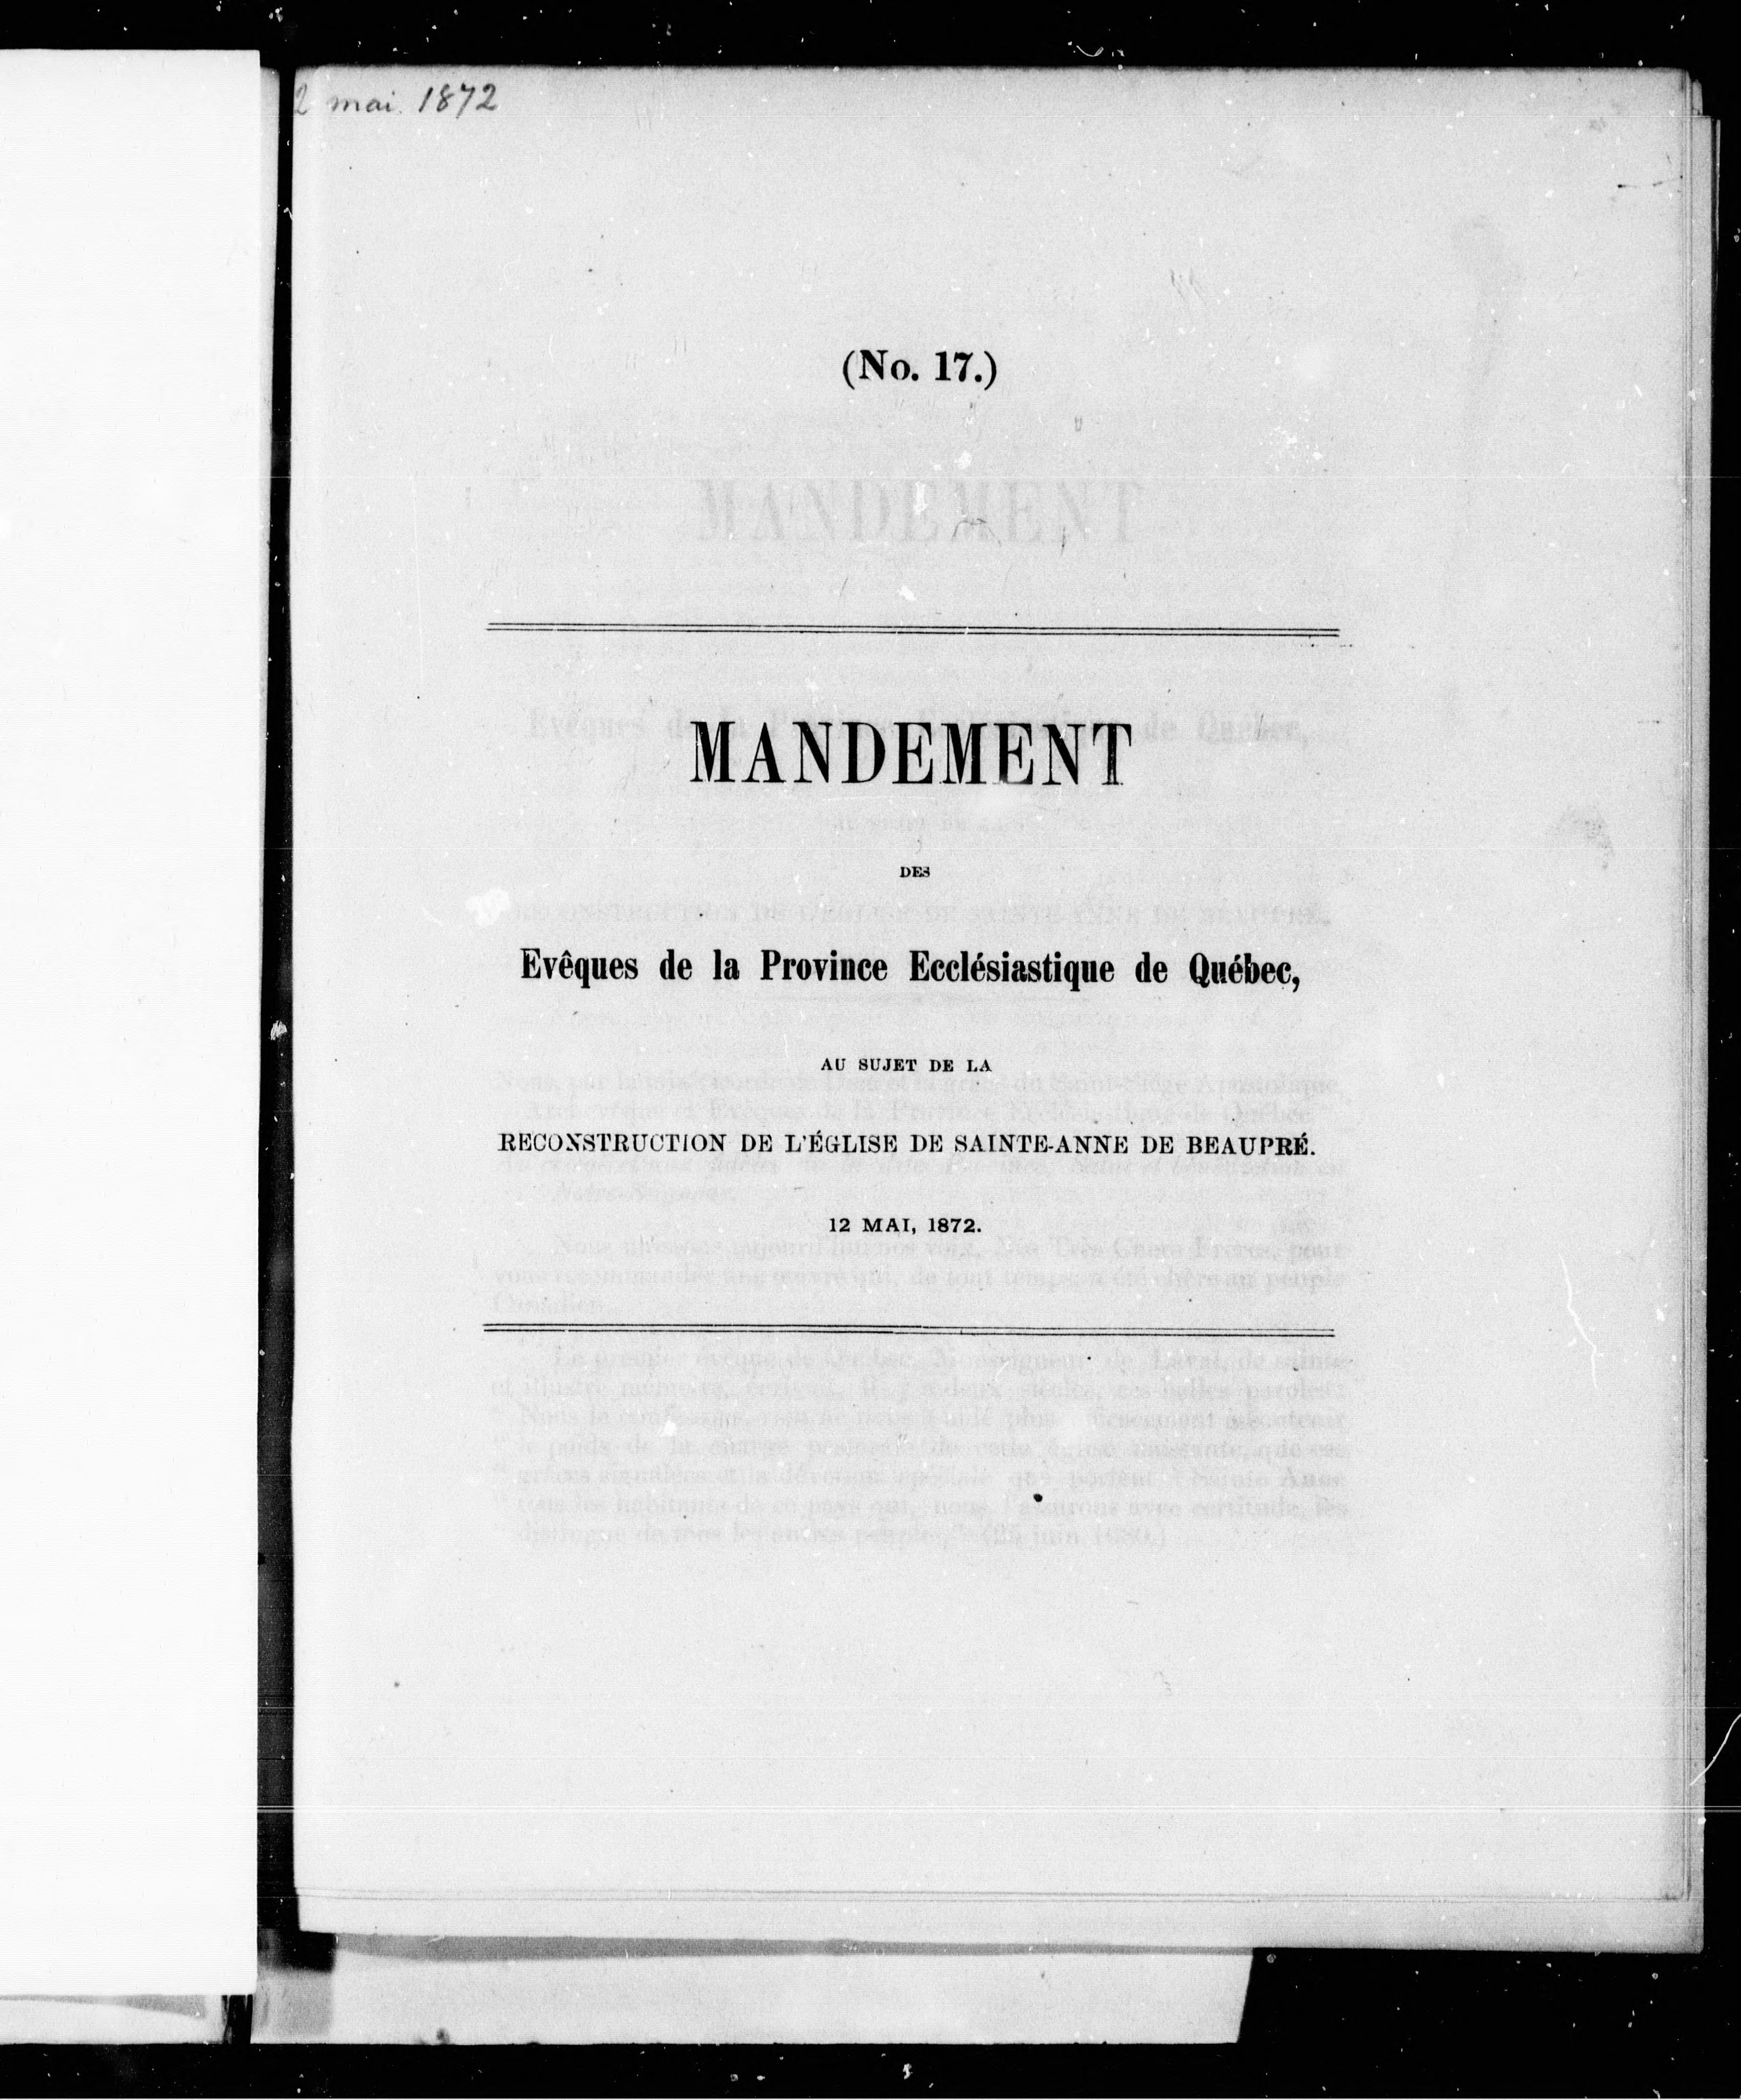 2 mai 1872
(No. 17.)
MANDEMENT
DES
Evêques de la Province Ecclésiastique de Québec,
AU SUJET DE LA
RECONSTRUCTION DE L'ÉGLISE DE SAINTE-ANNE DE BEAUPRÉ.
12 MAI, 1872.